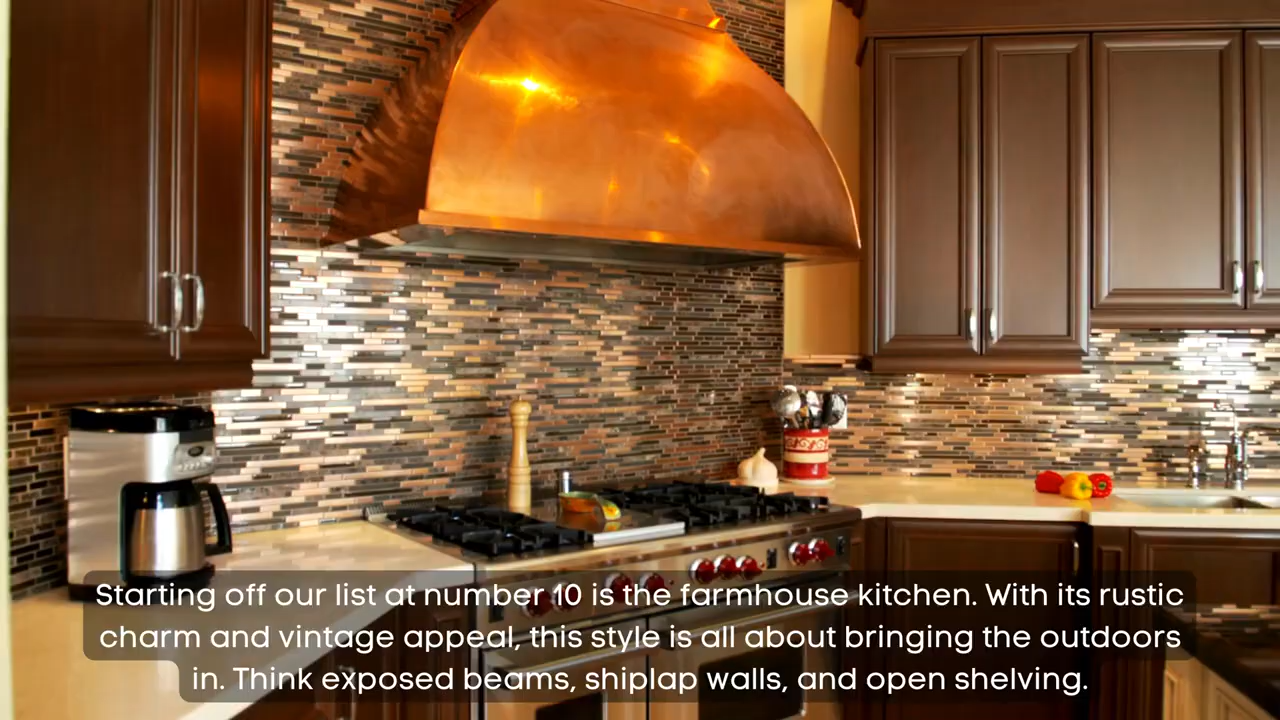 Starting off our list at number 10 is the farmhouse kitchen. With its rustic
charm and vintage appeal, this style is all about bringing the outdoors
in. Think exposed beams, shiplap walls, and open shelving.